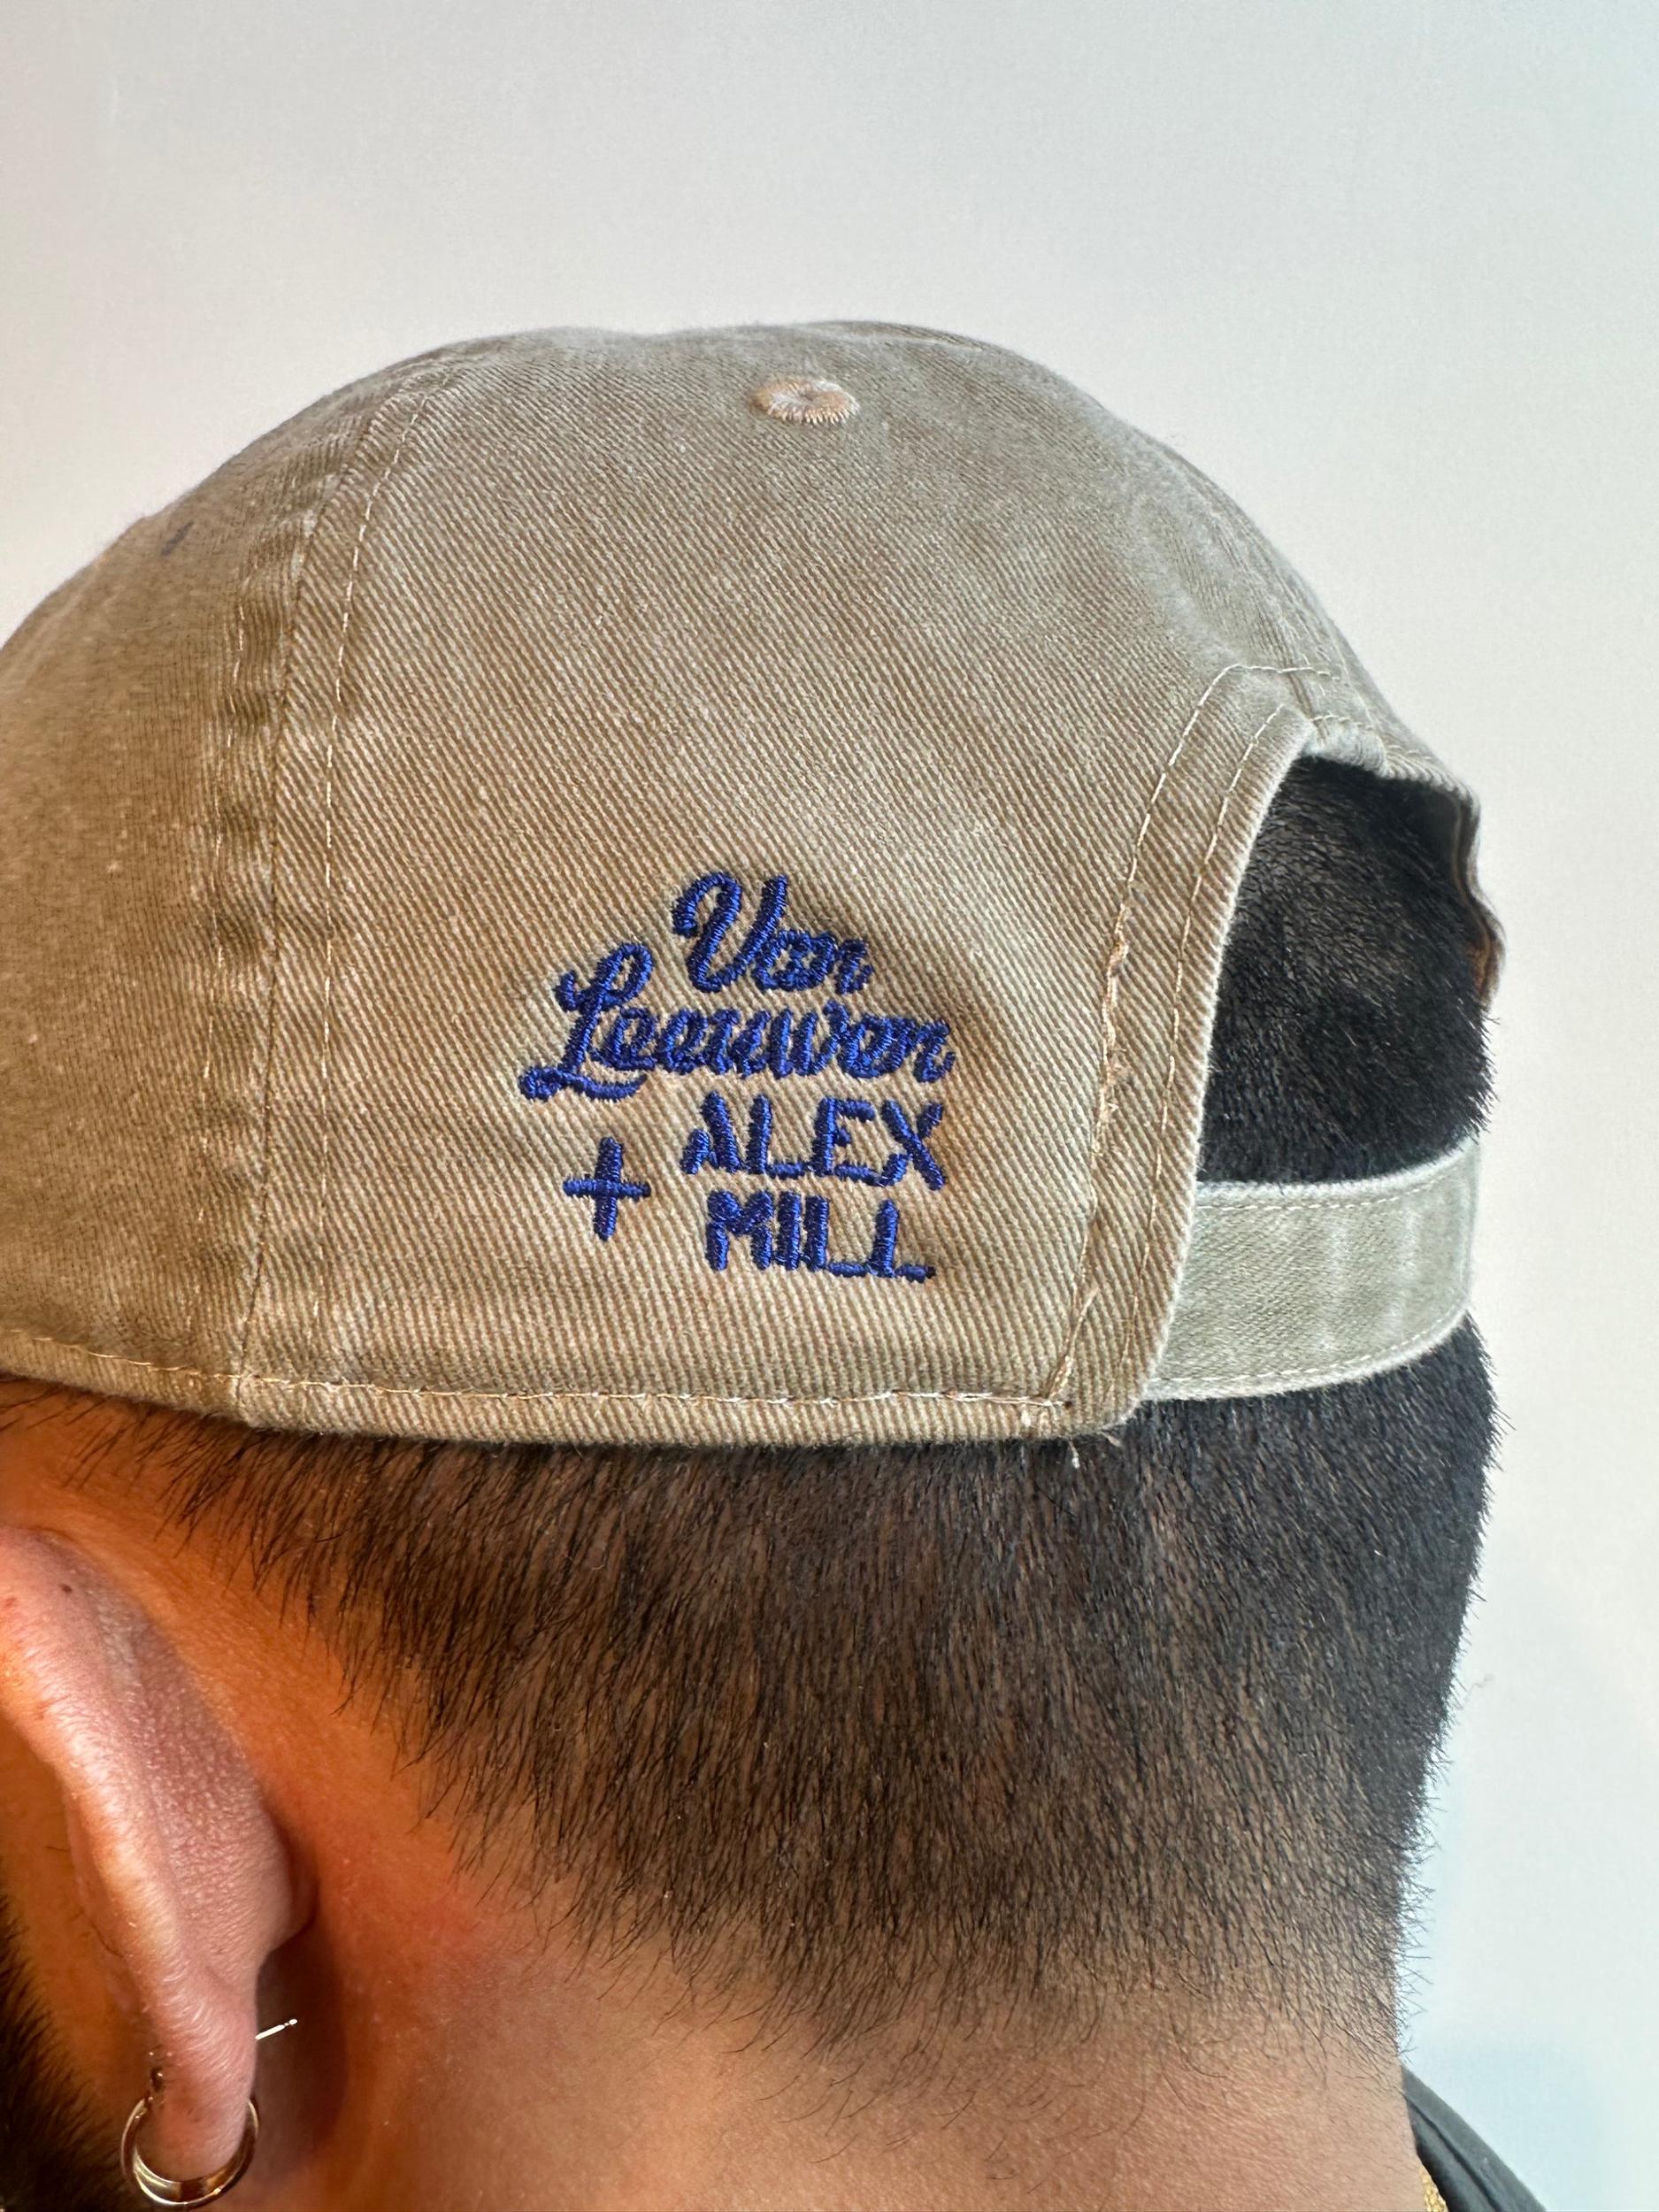 Van
Leeuwen
+ ALEX
MILL